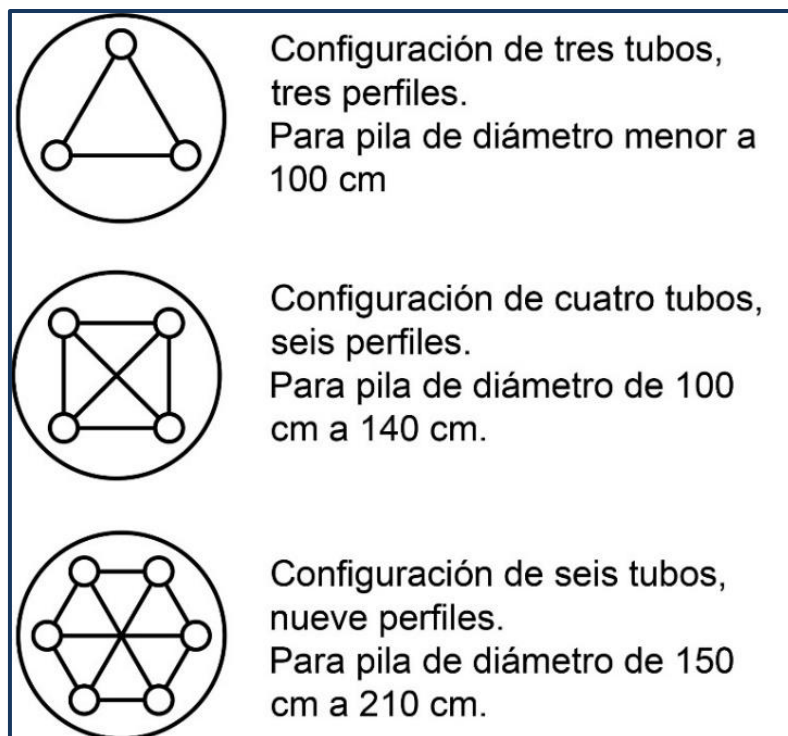 Configuración de tres tubos,
tres perfiles.
Para pila de diámetro menor a
100 cm
Configuración de cuatro tubos,
seis perfiles.
Para pila de diámetro de 100
cm a 140 cm.
Configuración de seis tubos,
nueve perfiles.
Para pila de diámetro de 150
cm a 210 cm.